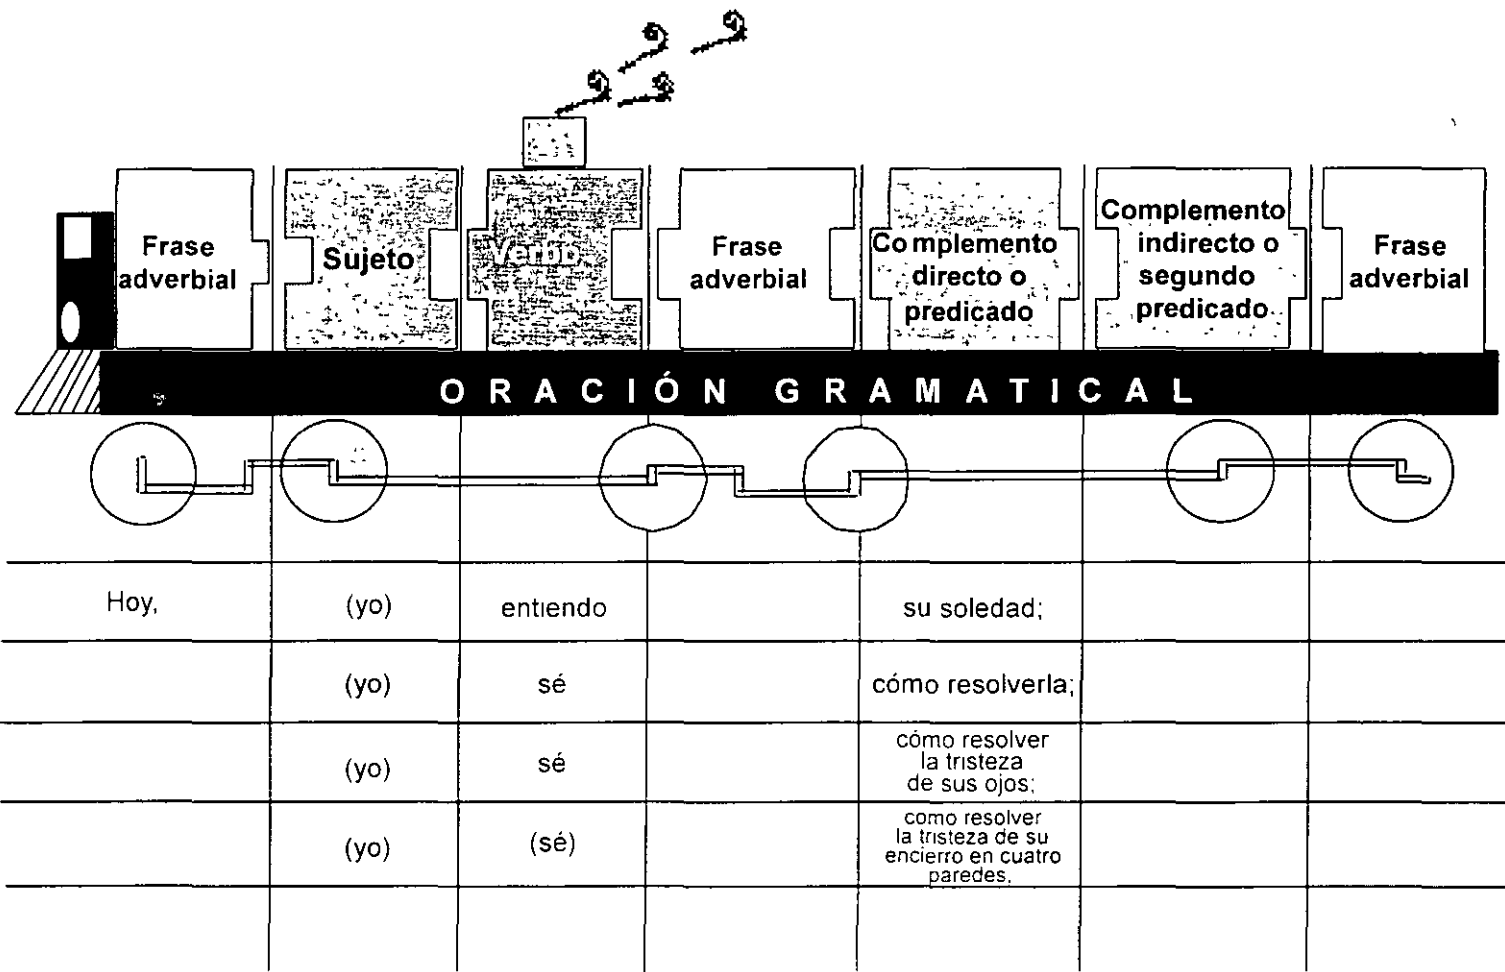 Frase
adverbial
Sujeto
Verbo
Frase
adverbial
Complemento
directo o
predicado
Complemento
indirecto o
segundo
predicado
Frase
adverbial
ORACIÓN GRAMATICAL
Hoy,
(yo)
entiendo
su soledad;
(yo)
sé
cómo resolverla;
(yo)
sé
cómo resolver
la tristeza
de sus ojos;
(yo)
(sé)
como resolver
la tristeza de su
encierro en cuatro
paredes.